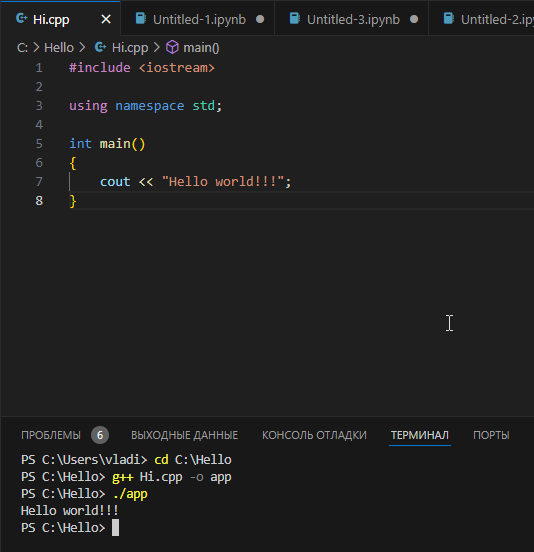 Hi.cpp Untitled-1.ipynb Untitled-3.ipynb Untitled-2.ipy
C: > Hello > Hi.cpp > main()
1 #include <iostream>
2
3 using namespace std;
4
5 int main()
6 {
7 cout << "Hello world!!!";
8 }
ПРОБЛЕМЫ 6 ВЫХОДНЫЕ ДАННЫЕ КОНСОЛЬ ОТЛАДКИ ТЕРМИНАЛ ПОРТЫ
PS C:\Users\vladi> cd C:\Hello
PS C:\Hello> g++ Hi.cpp -o app
PS C:\Hello> ./app
Hello world!!!
PS C:\Hello>